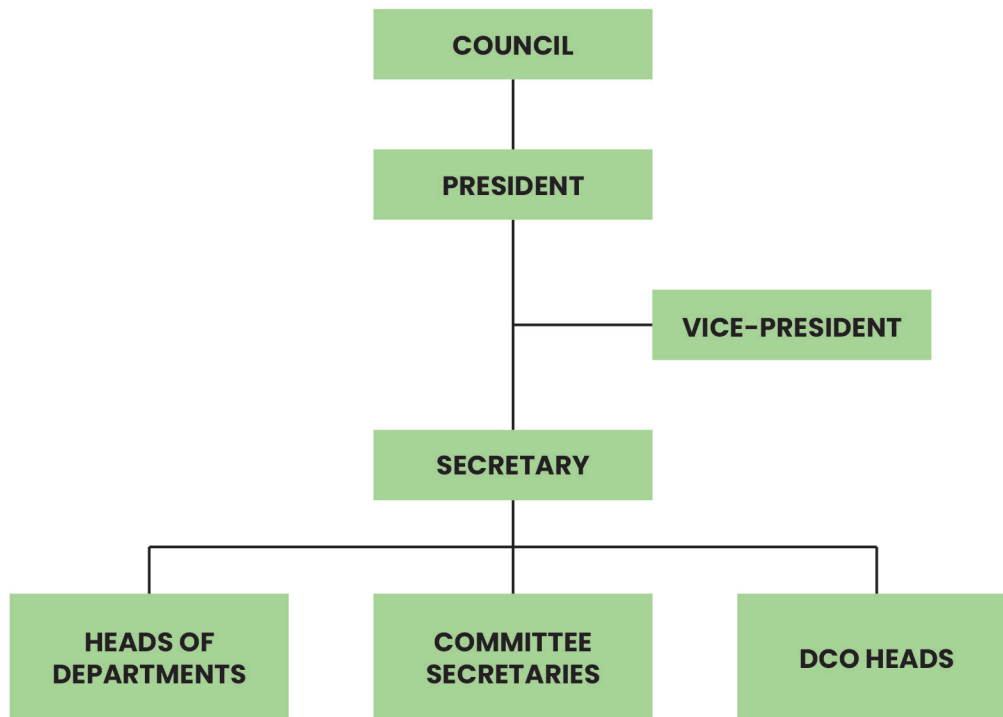 COUNCIL
PRESIDENT
VICE-PRESIDENT
SECRETARY
HEADS OF
DEPARTMENTS
COMMITTEE
SECRETARIES
DCO HEADS